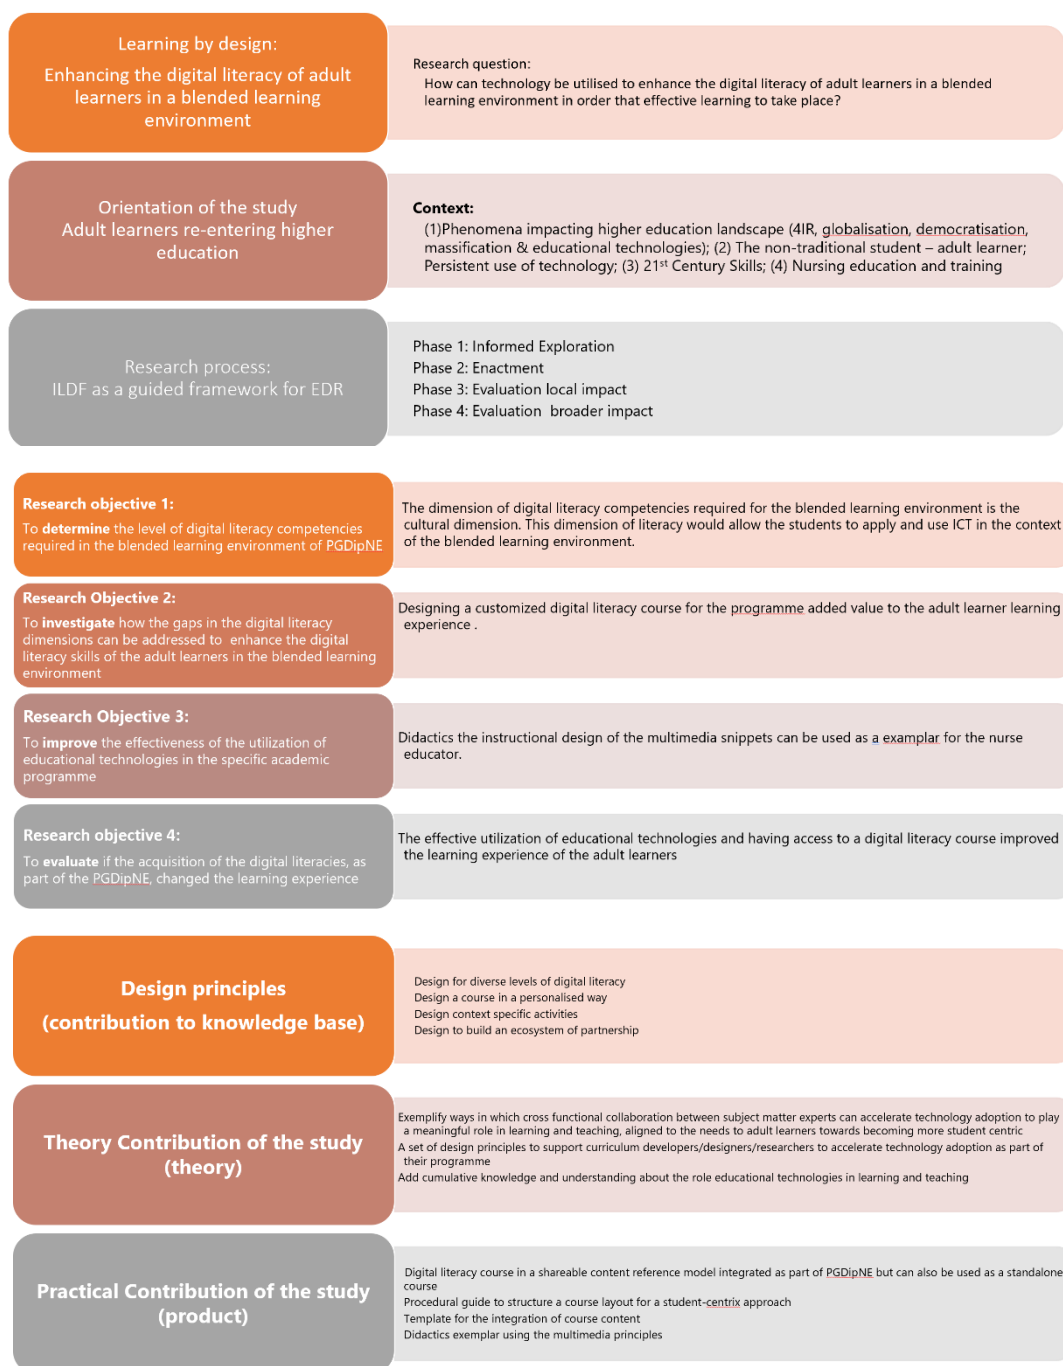 Learning by design:
Enhancing the digital literacy of adult
learners in a blended learning
environment
Research question:
How can technology be utilised to enhance the digital literacy of adult learners in a blended
learning environment in order that effective learning to take place?
Orientation of the study
Adult learners re-entering higher
education
Context:
(1)Phenomena impacting higher education landscape (4IR, globalisation, democratisation,
massification & educational technologies); (2) The non-traditional student – adult learner;
Persistent use of technology; (3) 21st Century Skills; (4) Nursing education and training
Research process:
ILDF as a guided framework for EDR
Phase 1: Informed Exploration
Phase 2: Enactment
Phase 3: Evaluation local impact
Phase 4: Evaluation broader impact
Research objective 1:
To determine the level of digital literacy competencies
required in the blended learning environment of PGDipNE
The dimension of digital literacy competencies required for the blended learning environment is the
cultural dimension. This dimension of literacy would allow the students to apply and use ICT in the context
of the blended learning environment.
Research Objective 2:
To investigate how the gaps in the digital literacy
dimensions can be addressed to enhance the digital
literacy skills of the adult learners in the blended learning
environment
Designing a customized digital literacy course for the programme added value to the adult learner learning
experience .
Research Objective 3:
To improve the effectiveness of the utilization of
educational technologies in the specific academic
programme
Didactics the instructional design of the multimedia snippets can be used as a examplar for the nurse
educator.
Research objective 4:
To evaluate if the acquisition of the digital literacies, as
part of the PGDipNE, changed the learning experience
The effective utilization of educational technologies and having access to a digital literacy course improved
the learning experience of the adult learners
Design principles
(contribution to knowledge base)
Design for diverse levels of digital literacy
Design a course in a personalised way
Design context specific activities
Design to build an ecosystem of partnership
Theory Contribution of the study
(theory)
Exemplify ways in which cross functional collaboration between subject matter experts can accelerate technology adoption to play
a meaningful role in learning and teaching, aligned to the needs to adult learners towards becoming more student centric
A set of design principles to support curriculum developers/designers/researchers to accelerate technology adoption as part of
their programme
Add cumulative knowledge and understanding about the role educational technologies in learning and teaching
Practical Contribution of the study
(product)
Digital literacy course in a shareable content reference model integrated as part of PGDipNE but can also be used as a standalone
course
Procedural guide to structure a course layout for a student-centrix approach
Template for the integration of course content
Didactics exemplar using the multimedia principles